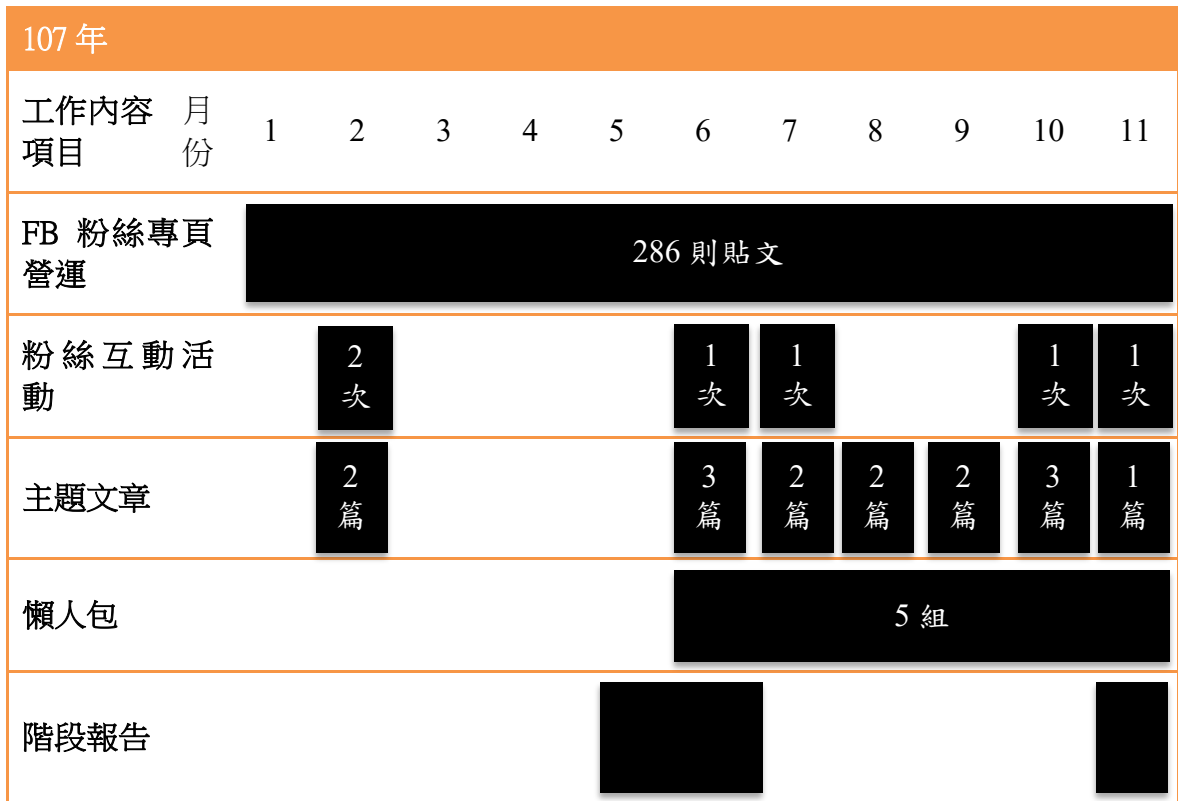 107 年
工作內容 月
項目 份 1 2 3 4 5 6 7 8 9 10 11
FB 粉絲專頁
營運
286 則貼文
粉絲互動活
動
2
次
1
次
1
次
1
次
1
次
主題文章
2
篇
3
篇
2
篇
2
篇
2
篇
3
篇
1
篇
懶人包
5 組
階段報告